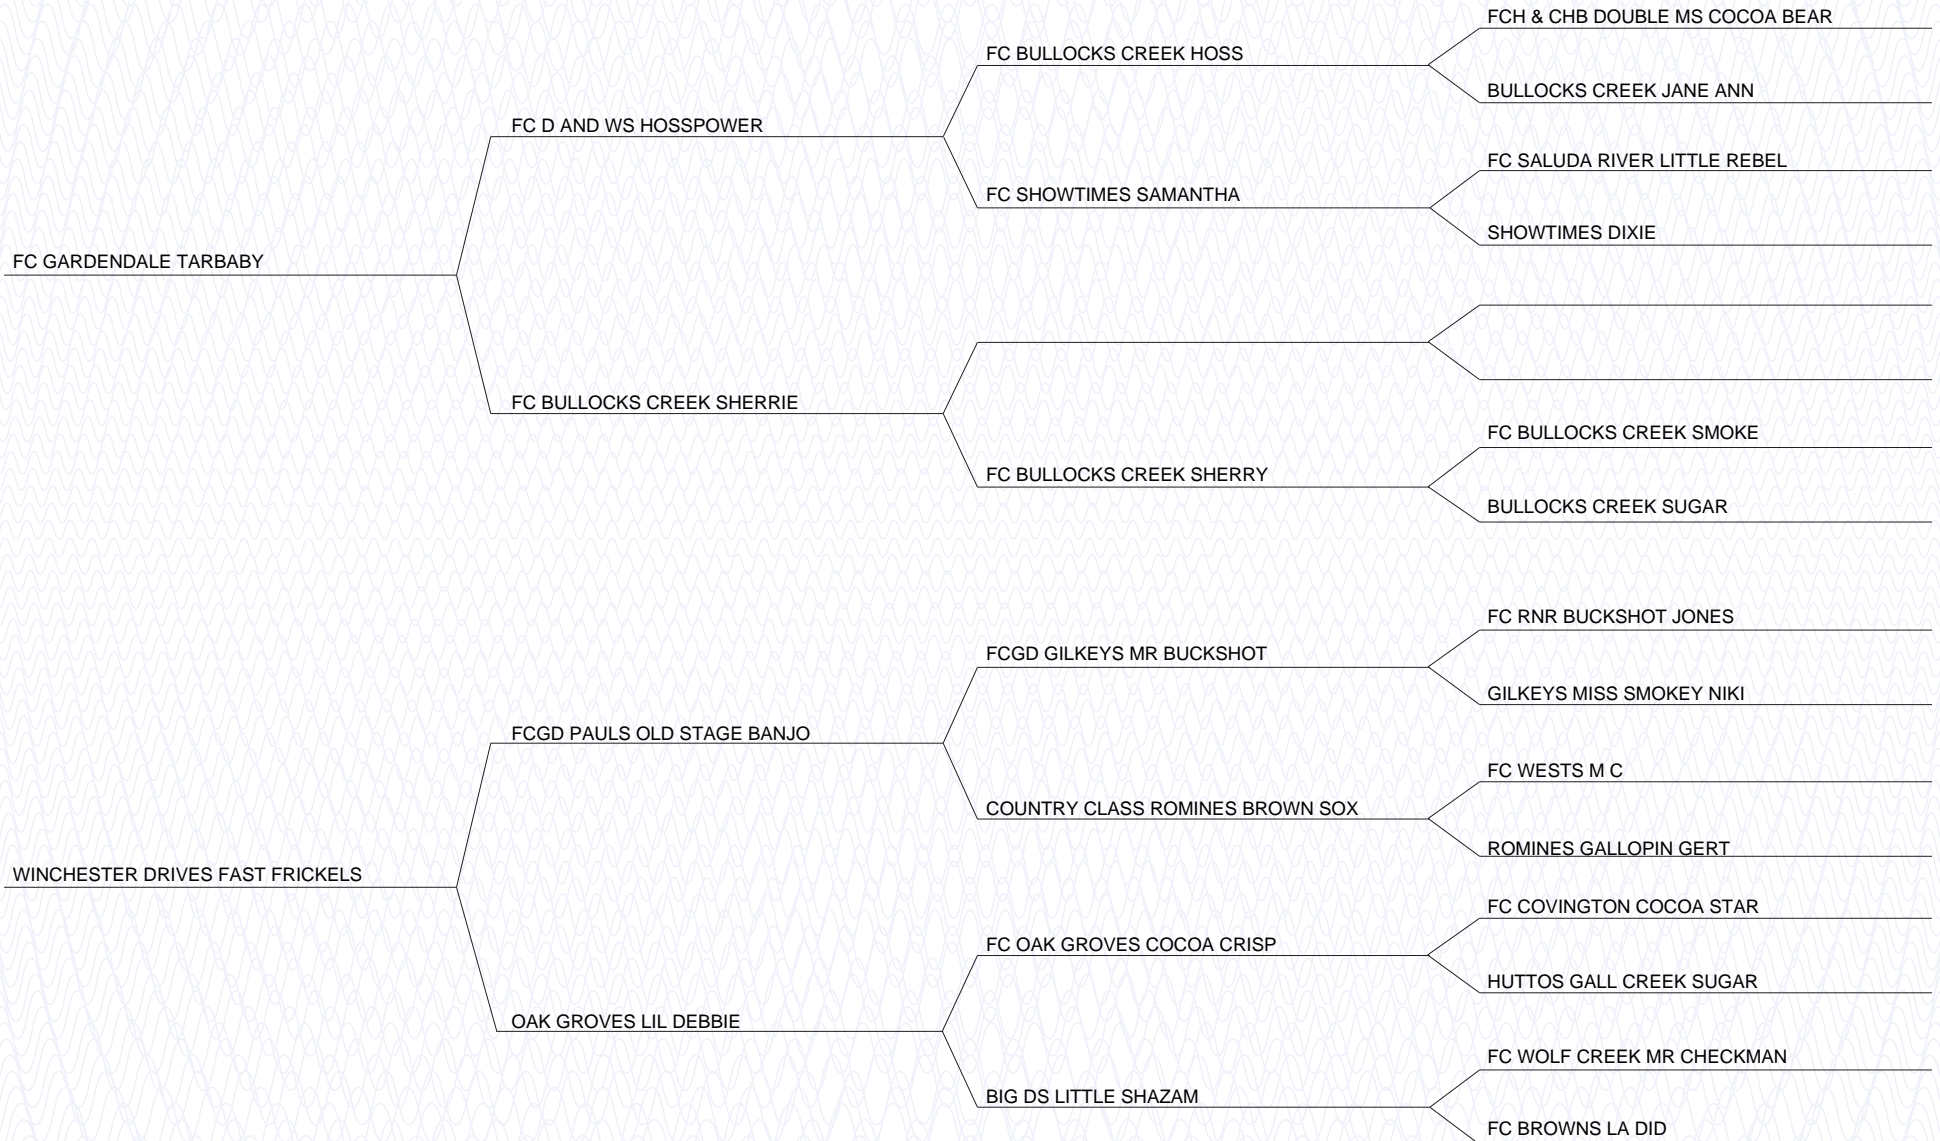 FCH & CHB DOUBLE MS COCOA BEAR
FC BULLOCKS CREEK HOSS
BULLOCKS CREEK JANE ANN
FC D AND WS HOSSPOWER
FC SALUDA RIVER LITTLE REBEL
FC SHOWTIMES SAMANTHA
SHOWTIMES DIXIE
FC GARDENDALE TARBABY
FC BULLOCKS CREEK SHERRIE
FC BULLOCKS CREEK SMOKE
FC BULLOCKS CREEK SHERRY
BULLOCKS CREEK SUGAR
FC RNR BUCKSHOT JONES
FCGD GILKEYS MR BUCKSHOT
GILKEYS MISS SMOKEY NIKI
FCGD PAULS OLD STAGE BANJO
FC WESTS M C
COUNTRY CLASS ROMINES BROWN SOX
ROMINES GALLOPIN GERT
WINCHESTER DRIVES FAST FRICKELS
FC COVINGTON COCOA STAR
FC OAK GROVES COCOA CRISP
HUTTOS GALL CREEK SUGAR
OAK GROVES LIL DEBBIE
FC WOLF CREEK MR CHECKMAN
BIG DS LITTLE SHAZAM
FC BROWNS LA DID